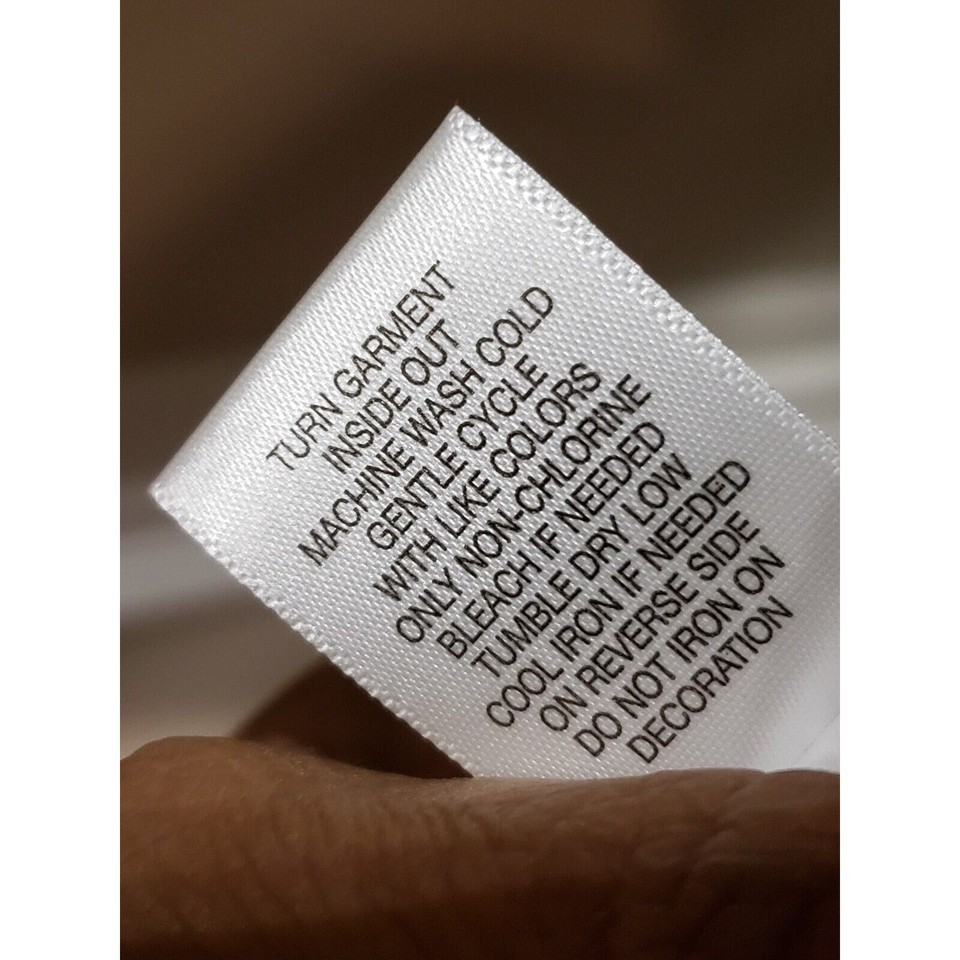 TURN GARMENT
INSIDE OUT
MACHINE WASH COLD
GENTLE CYCLE
WITH LIKE COLORS
ONLY NON-CHLORINE
BLEACH IF NEEDED
TUMBLE DRY LOW
COOL IRON IF NEEDED
ON REVERSE SIDE
DO NOT IRON ON
DECORATION